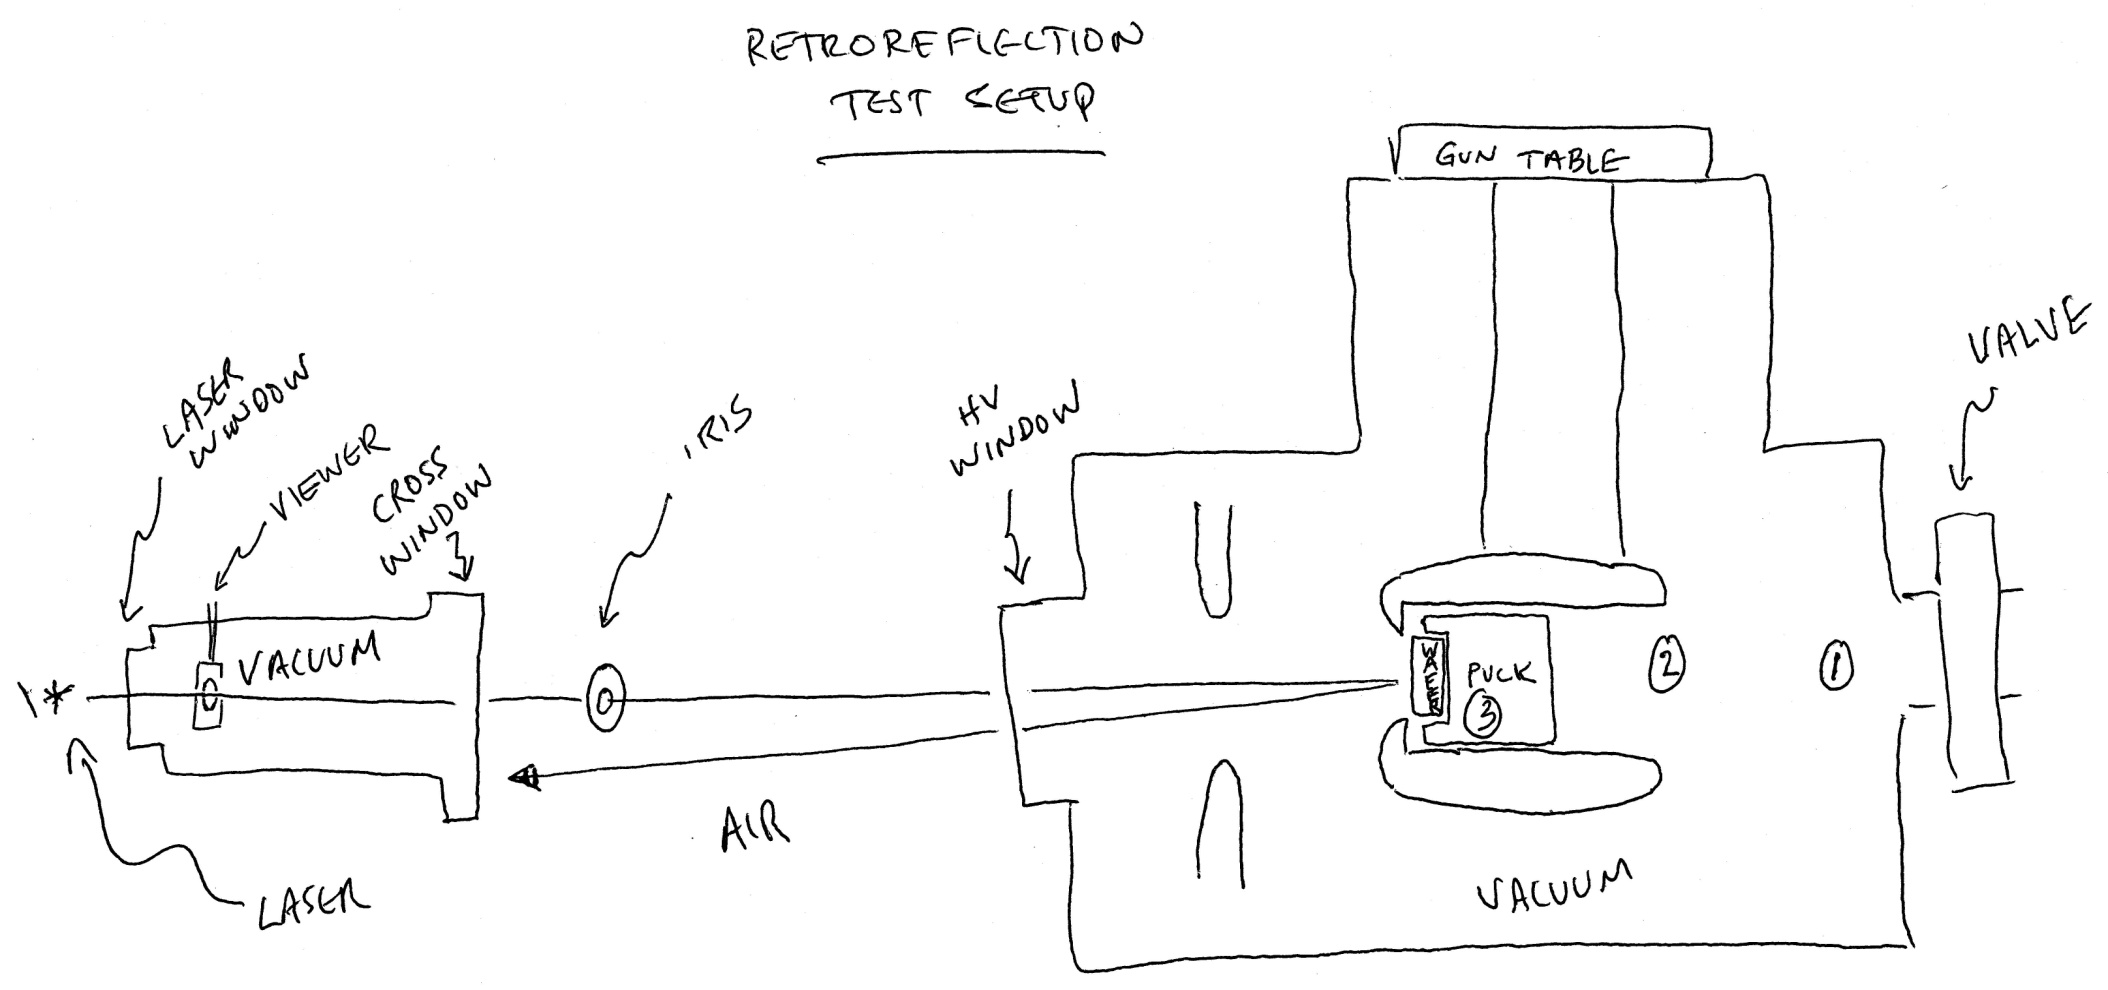 RETROREFLECTION
TEST SETUP
GUN TABLE
VALVE
LASER
WINDOW
VIEWER
CROSS
WINDOW
IRIS
HV
WINDOW
VACUUM
WAFER
PUCK
3
2
1
AIR
LASER
VACUUM